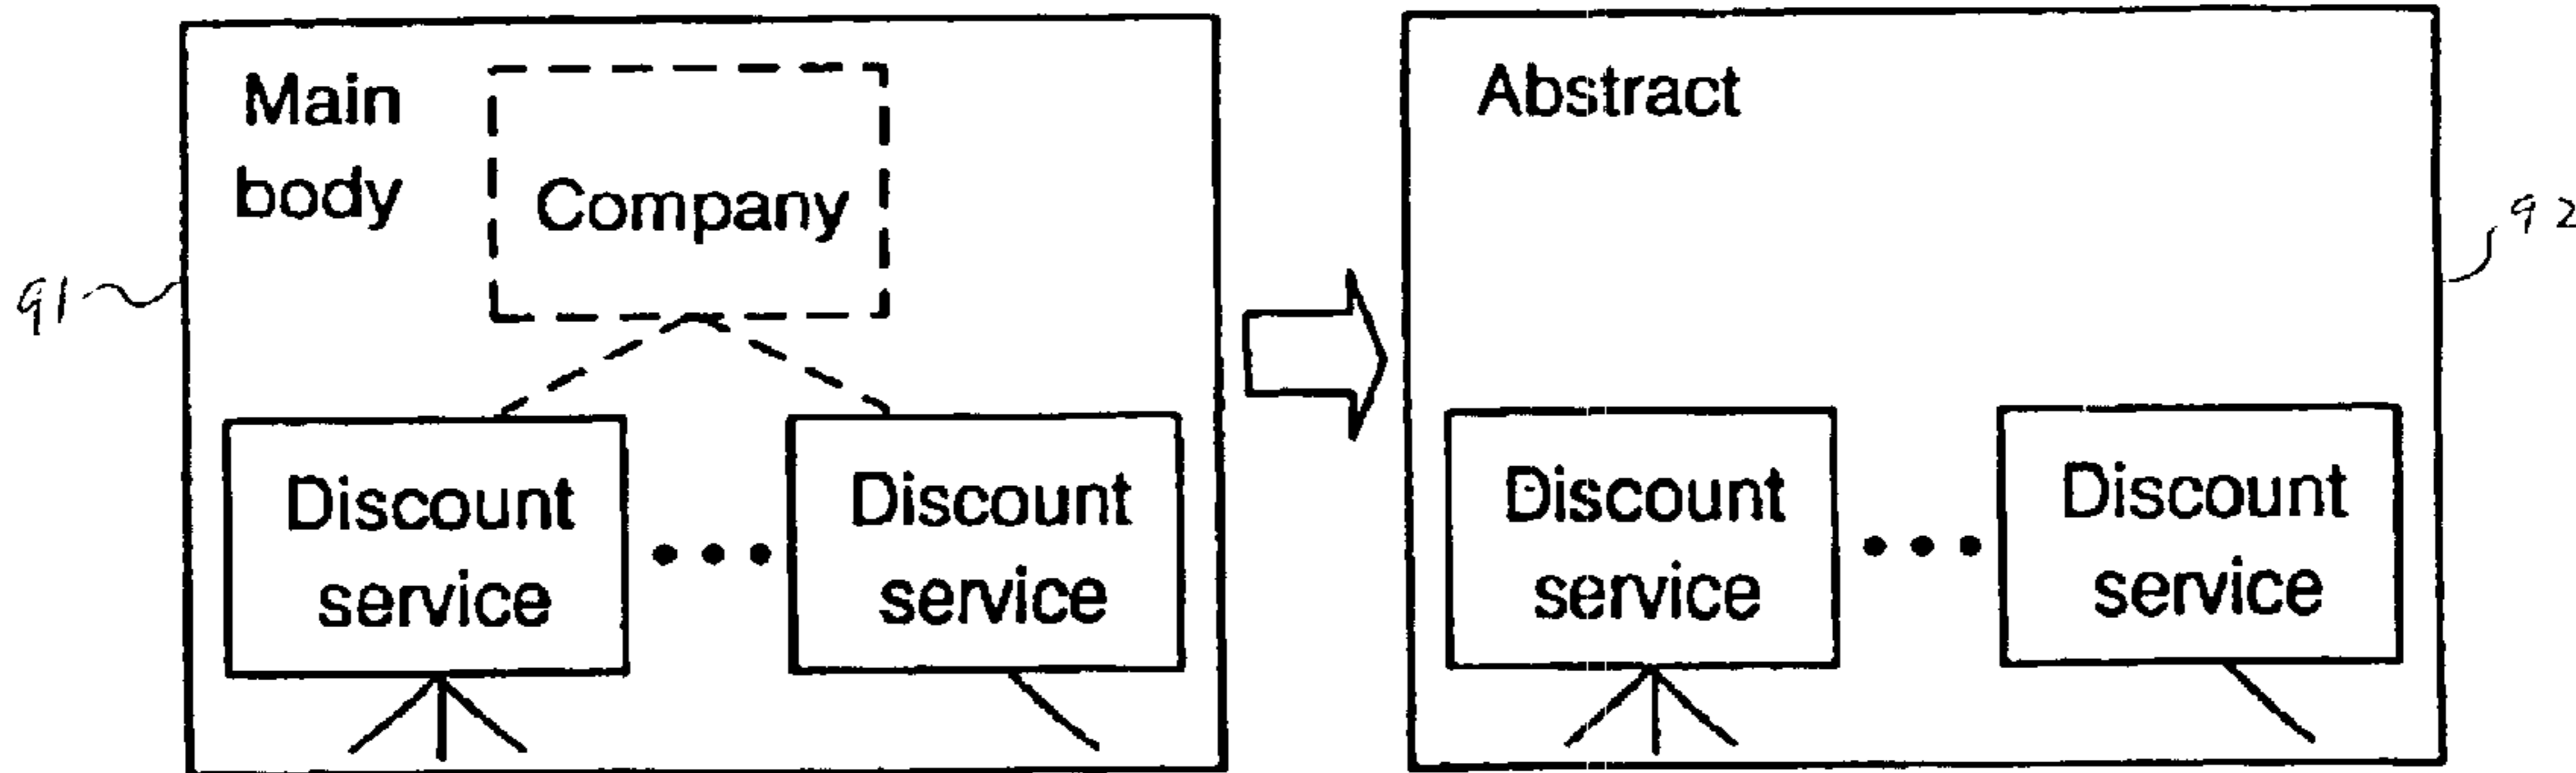 Main
body
Company
91
Discount
service
Discount
service
Abstract
92
Discount
service
Discount
service